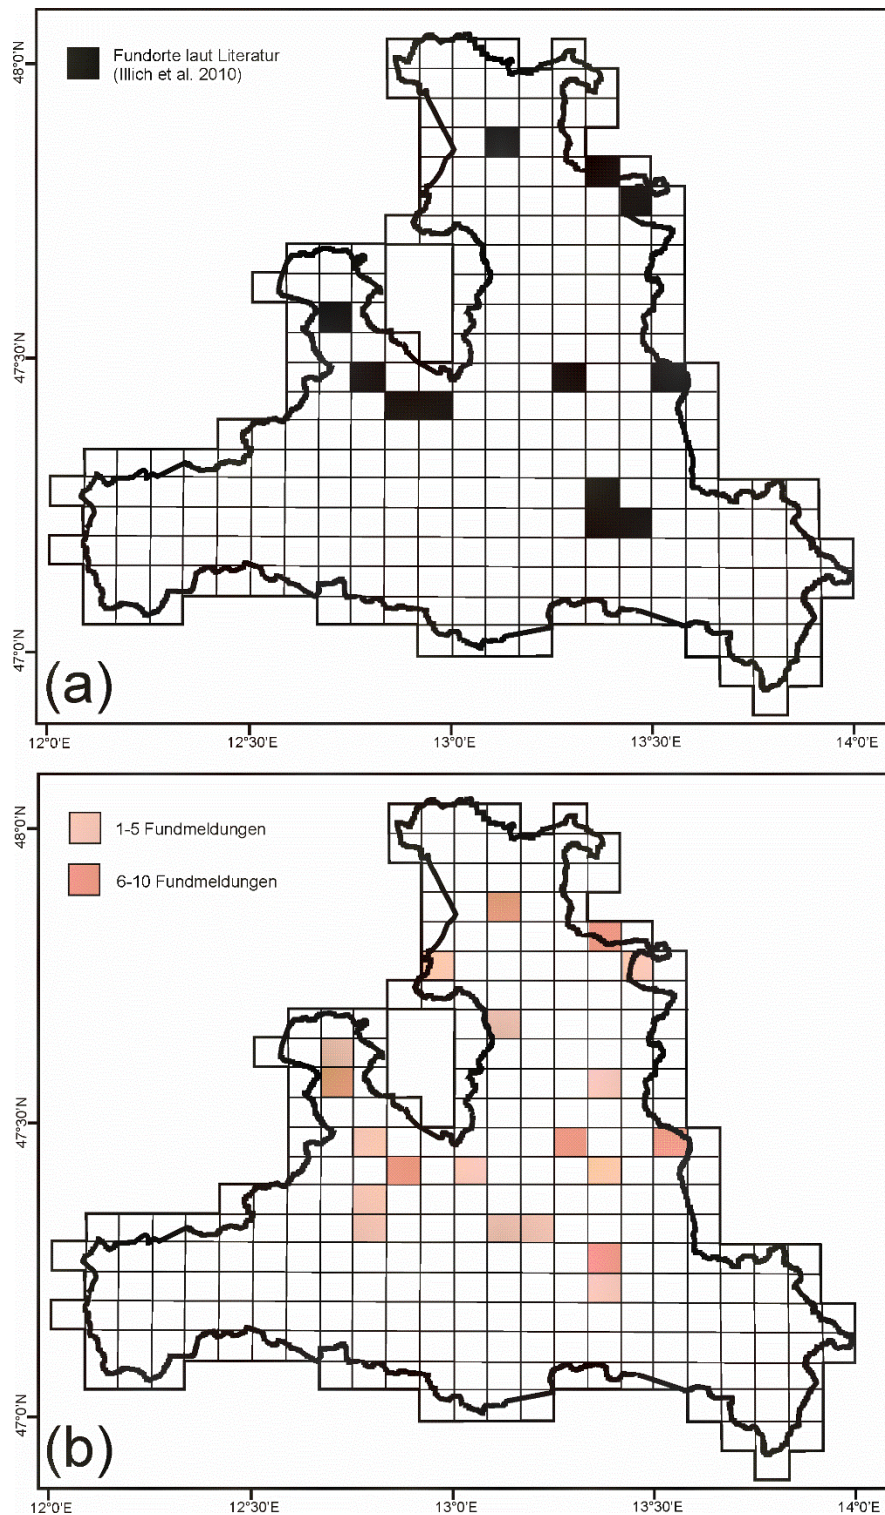 Fundorte laut Literatur
(Illich et al. 2010)
48°0'N
47°30'N
47°0'N
(a)
12°0'E
12°30'E
13°0'E
13°30'E
14°0'E
1-5 Fundmeldungen
6-10 Fundmeldungen
48°0'N
47°30'N
47°0'N
(b)
12°0'E
12°30'E
13°0'E
13°30'E
14°0'E